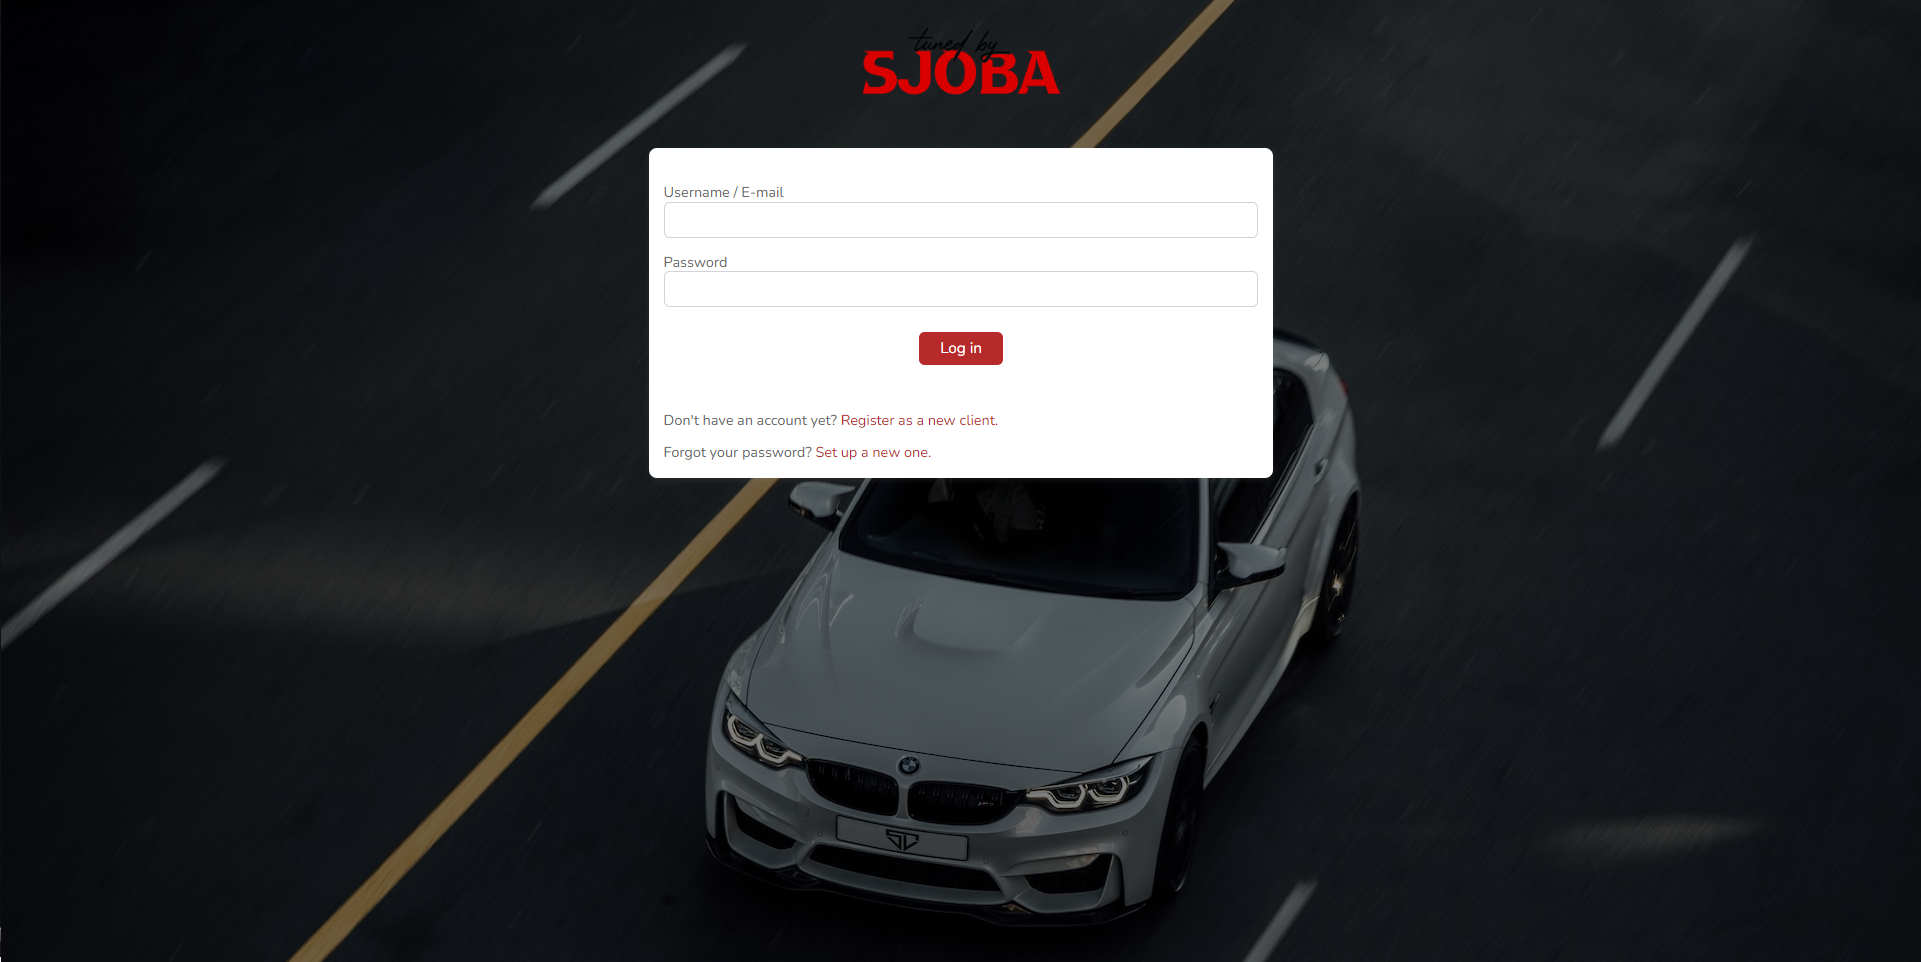 tuned by
SJOBA
Username / E-mail
Password
Log in
Don't have an account yet? Register as a new client.
Forgot your password? Set up a new one.